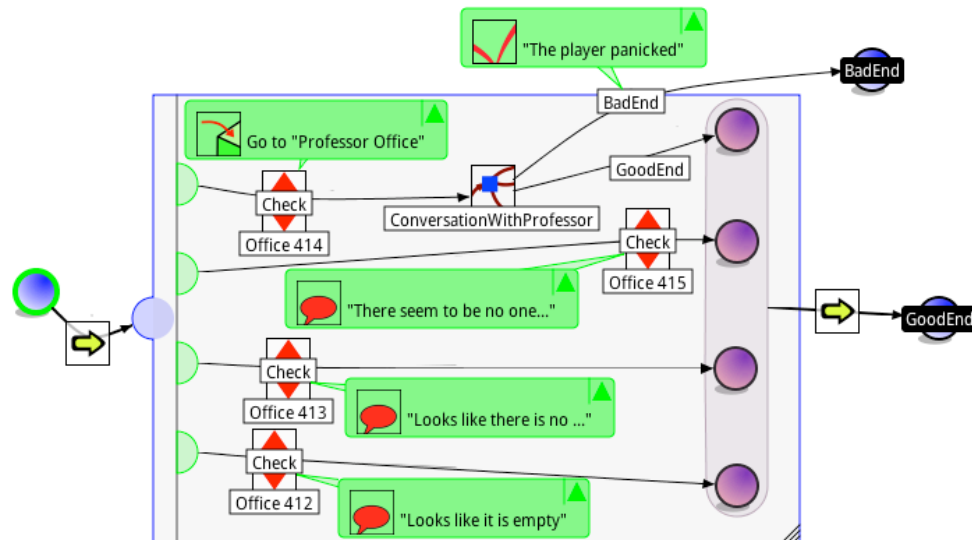 "The player panicked"
BadEnd
BadEnd
Go to "Professor Office"
GoodEnd
Check
ConversationWithProfessor
Office 414
Check
Office 415
"There seem to be no one..."
GoodEnd
Check
Office 413
"Looks like there is no ..."
Check
Office 412
"Looks like it is empty"